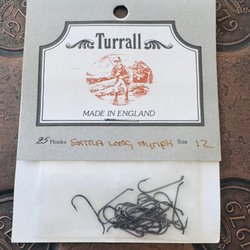 Turrall
MADE IN ENGLAND
25 Hooks EXTRA LONG NYMPH Size 12